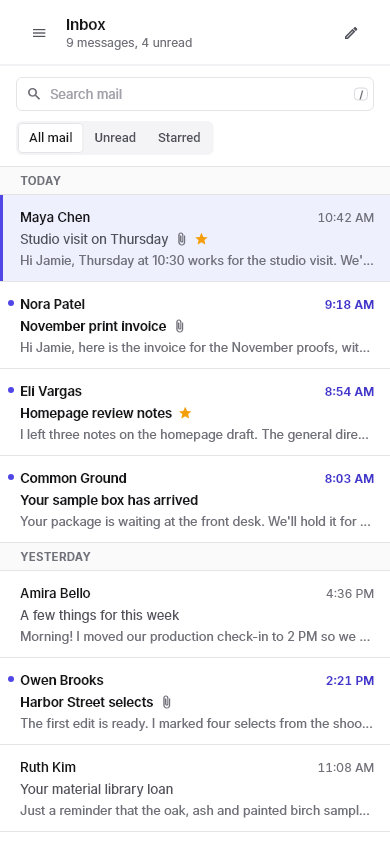 Inbox
9 messages, 4 unread
Search mail /
All mail Unread Starred
TODAY
Maya Chen 10:42 AM
Studio visit on Thursday
Hi Jamie, Thursday at 10:30 works for the studio visit. We'...
Nora Patel 9:18 AM
November print invoice
Hi Jamie, here is the invoice for the November proofs, wit...
Eli Vargas 8:54 AM
Homepage review notes
I left three notes on the homepage draft. The general dire...
Common Ground 8:03 AM
Your sample box has arrived
Your package is waiting at the front desk. We'll hold it for ...
YESTERDAY
Amira Bello 4:36 PM
A few things for this week
Morning! I moved our production check-in to 2 PM so we ...
Owen Brooks 2:21 PM
Harbor Street selects
The first edit is ready. I marked four selects from the shoo...
Ruth Kim 11:08 AM
Your material library loan
Just a reminder that the oak, ash and painted birch sampl...